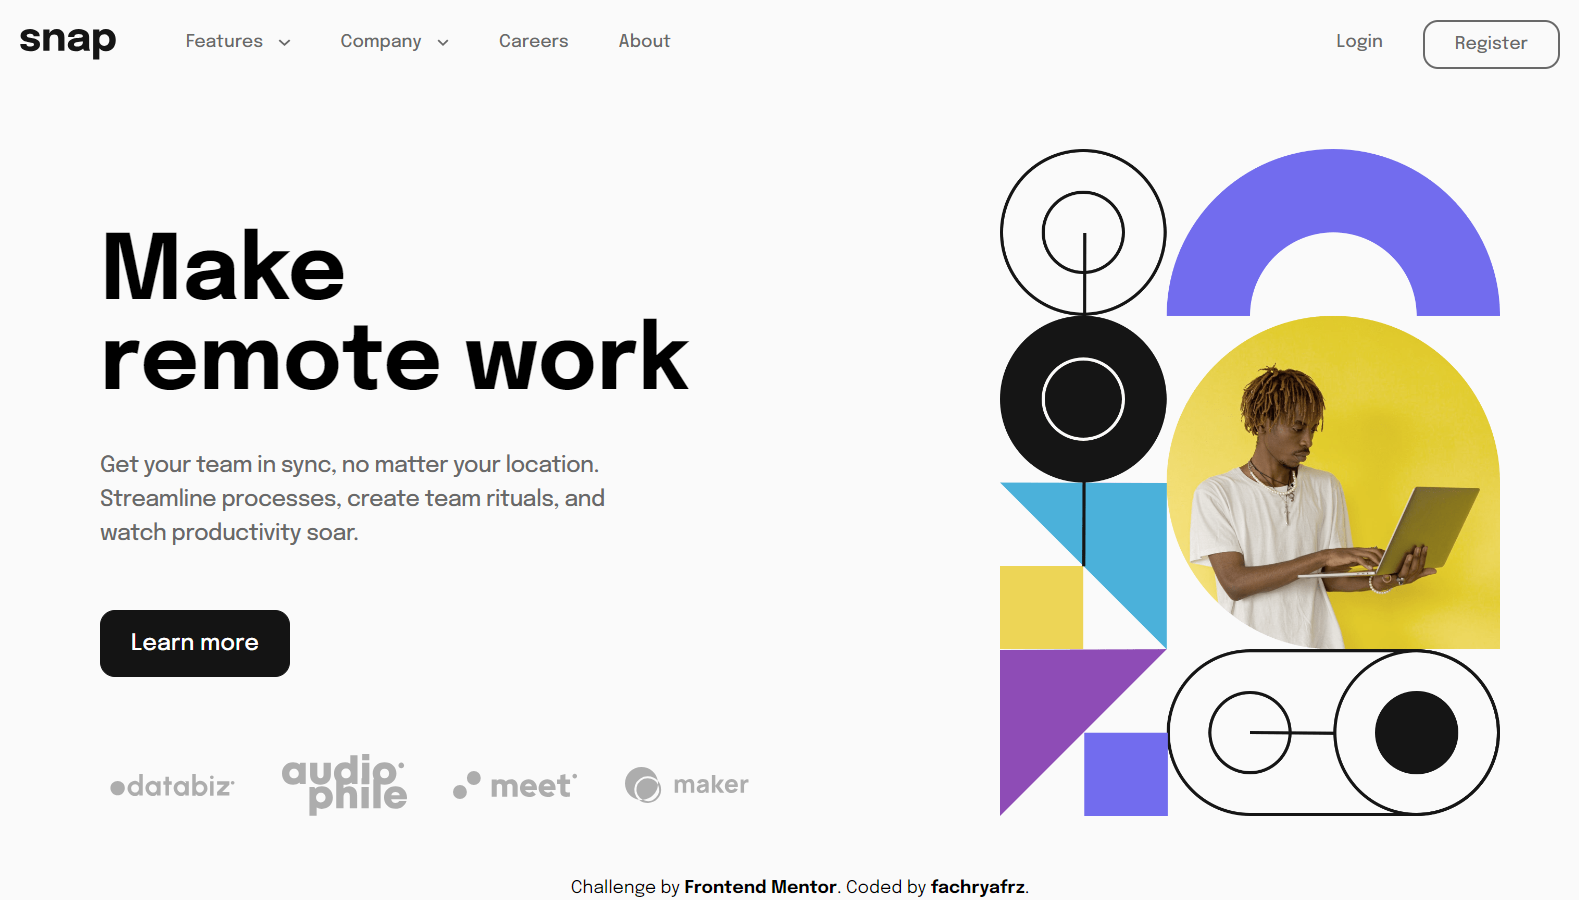 snap
Features
Company
Careers
About
Login
Register
Make
remote work
Get your team in sync, no matter your location.
Streamline processes, create team rituals, and
watch productivity soar.
Learn more
databiz
audio
phile
meet
maker
Challenge by Frontend Mentor. Coded by fachryafrz.